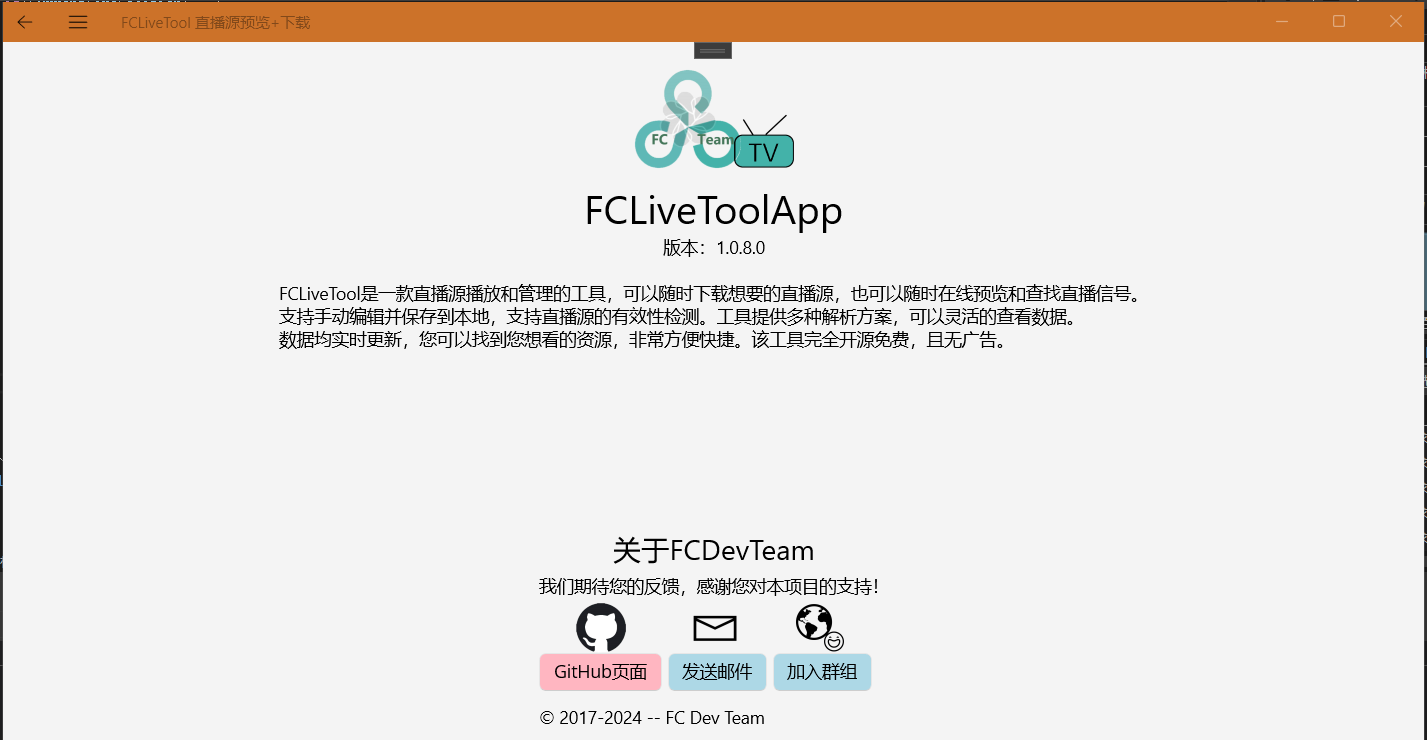 FCLiveTool 直播源预览+下载
FC Team
TV
FCLiveToolApp
版本：1.0.8.0
FCLiveTool是一款直播源播放和管理的工具，可以随时下载想要的直播源，也可以随时在线预览和查找直播信号。
支持手动编辑并保存到本地，支持直播源的有效性检测。工具提供多种解析方案，可以灵活的查看数据。
数据均实时更新，您可以找到您想看的资源，非常方便快捷。该工具完全开源免费，且无广告。
关于FCDevTeam
我们期待您的反馈，感谢您对本项目的支持！
GitHub页面 发送邮件 加入群组
© 2017-2024 -- FC Dev Team